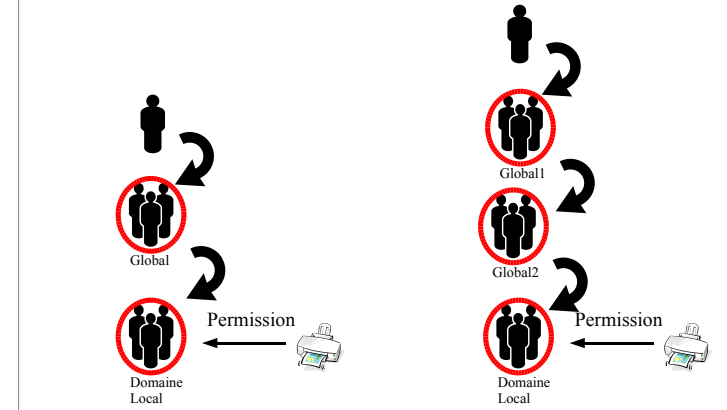 Global
Permission
Domaine
Local
Global1
Global2
Permission
Domaine
Local